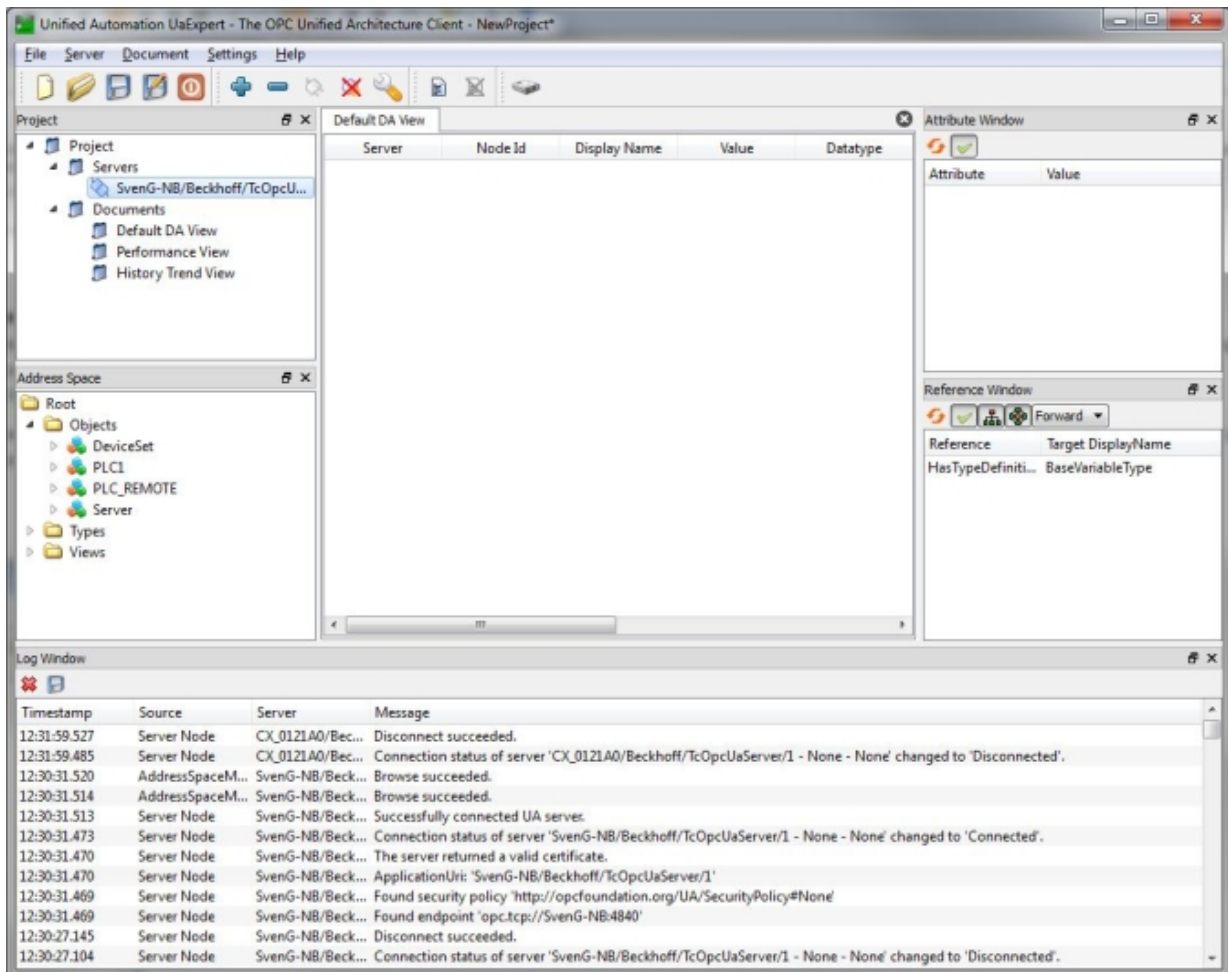 Unified Automation UaExpert - The OPC Unified Architecture Client - NewProject*
File Server Document Settings Help
Project
Project
Servers
SvenG-NB/Beckhoff/TcOpcU...
Documents
Default DA View
Performance View
History Trend View
Address Space
Root
Objects
DeviceSet
PLC1
PLC_REMOTE
Server
Types
Views
Default DA View
Server Node Id Display Name Value Datatype
Attribute Window
Attribute Value
Reference Window
Forward
Reference Target DisplayName
HasTypeDefiniti... BaseVariableType
Log Window
Timestamp Source Server Message
12:31:59.527 Server Node CX_0121A0/Bec... Disconnect succeeded.
12:31:59.485 Server Node CX_0121A0/Bec... Connection status of server 'CX_0121A0/Beckhoff/TcOpcUaServer/1 - None - None' changed to 'Disconnected'.
12:30:31.520 AddressSpaceM... SvenG-NB/Beck... Browse succeeded.
12:30:31.514 AddressSpaceM... SvenG-NB/Beck... Browse succeeded.
12:30:31.513 Server Node SvenG-NB/Beck... Successfully connected UA server.
12:30:31.473 Server Node SvenG-NB/Beck... Connection status of server 'SvenG-NB/Beckhoff/TcOpcUaServer/1 - None - None' changed to 'Connected'.
12:30:31.470 Server Node SvenG-NB/Beck... The server returned a valid certificate.
12:30:31.470 Server Node SvenG-NB/Beck... ApplicationUri: 'SvenG-NB/Beckhoff/TcOpcUaServer/1'
12:30:31.469 Server Node SvenG-NB/Beck... Found security policy 'http://opcfoundation.org/UA/SecurityPolicy#None'
12:30:31.469 Server Node SvenG-NB/Beck... Found endpoint 'opc.tcp://SvenG-NB:4840'
12:30:27.145 Server Node SvenG-NB/Beck... Disconnect succeeded.
12:30:27.104 Server Node SvenG-NB/Beck... Connection status of server 'SvenG-NB/Beckhoff/TcOpcUaServer/1 - None - None' changed to 'Disconnected'.